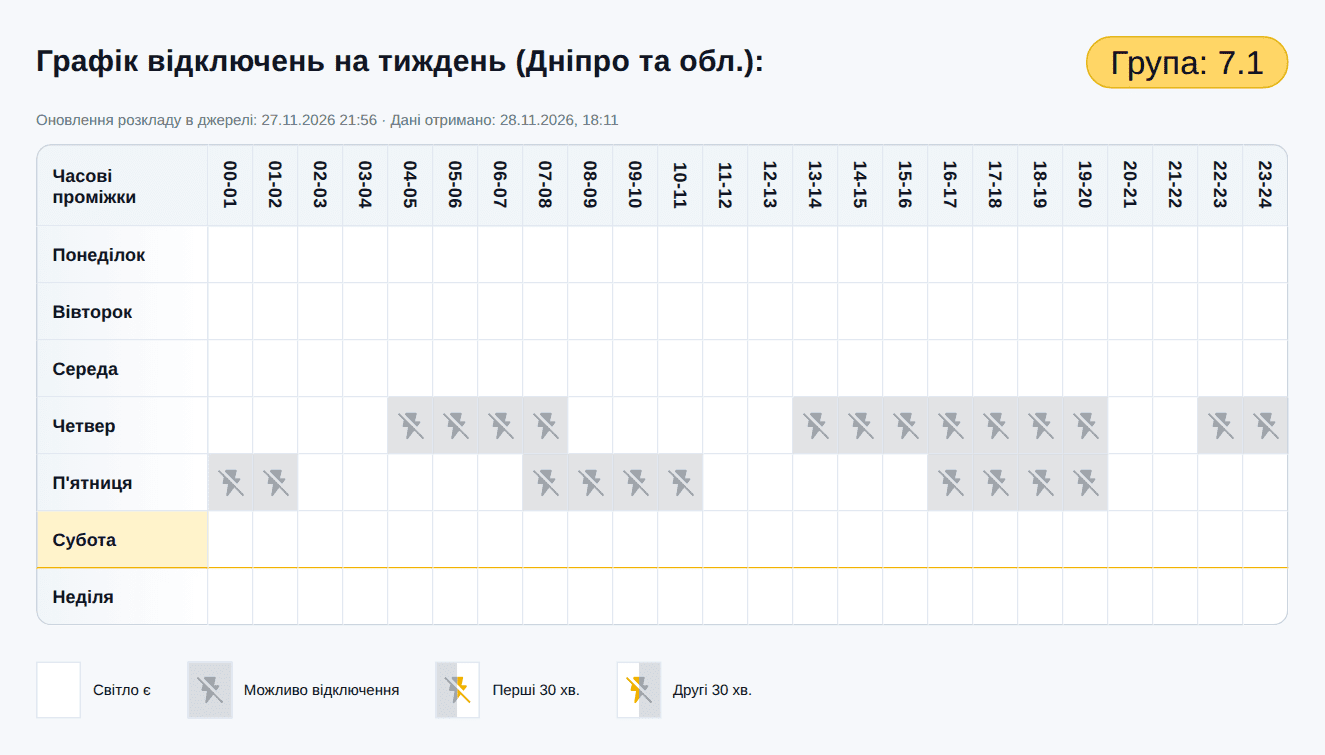 Графік відключень на тиждень (Дніпро та обл.):
Група: 7.1
Оновлення розкладу в джерелі: 27.11.2026 21:56 · Дані отримано: 28.11.2026, 18:11
Часові
проміжки
00-01
01-02
02-03
03-04
04-05
05-06
06-07
07-08
08-09
09-10
10-11
11-12
12-13
13-14
14-15
15-16
16-17
17-18
18-19
19-20
20-21
21-22
22-23
23-24
Понеділок
Вівторок
Середа
Четвер
П'ятниця
Субота
Неділя
Світло є
Можливо відключення
Перші 30 хв.
Другі 30 хв.